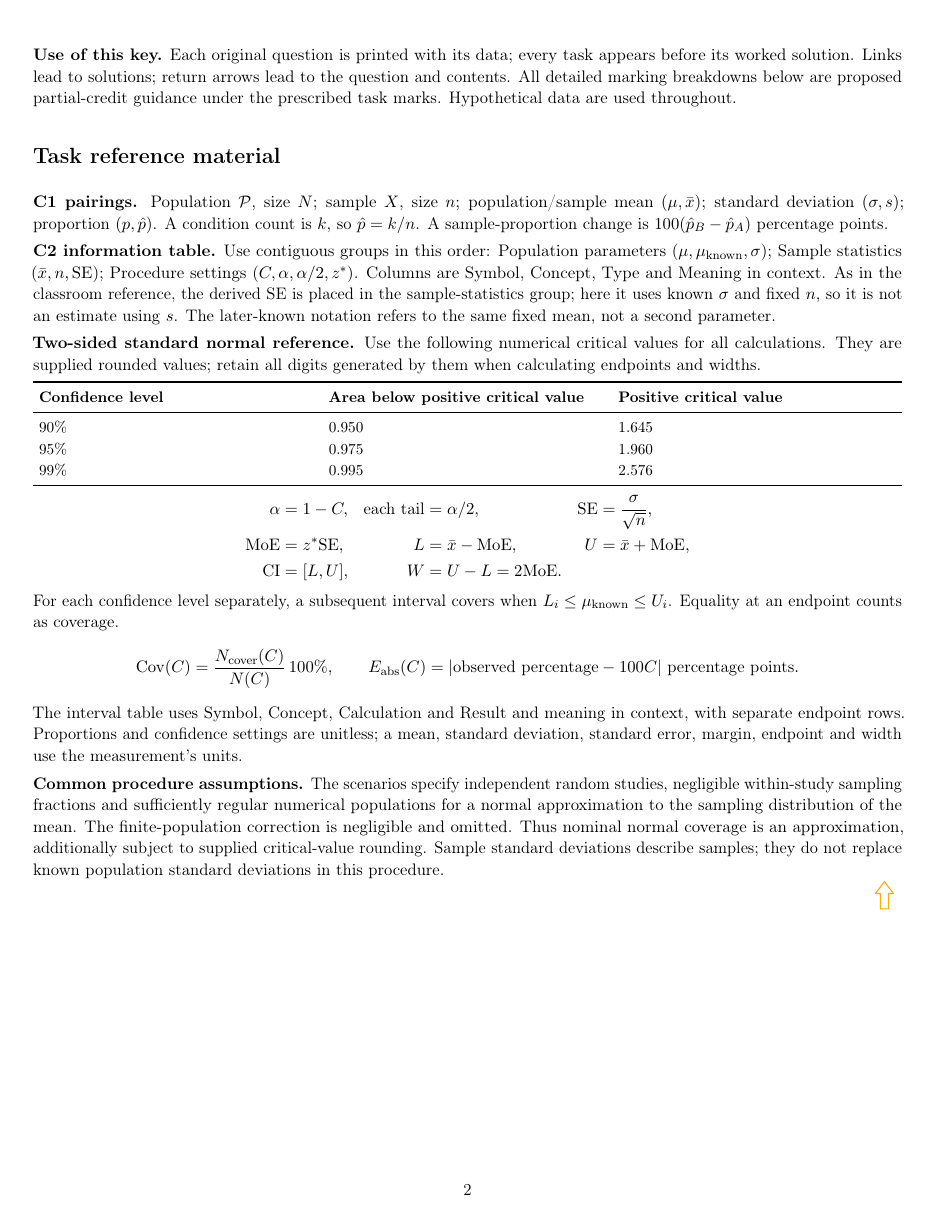 Use of this key. Each original question is printed with its data; every task appears before its worked solution. Links
lead to solutions; return arrows lead to the question and contents. All detailed marking breakdowns below are proposed
partial-credit guidance under the prescribed task marks. Hypothetical data are used throughout.
Task reference material
C1 pairings. Population 𝒫, size N; sample X, size n; population/sample mean (μ, x̄); standard deviation (σ, s);
proportion (p, p̂). A condition count is k, so p̂ = k/n. A sample-proportion change is 100(p̂_B − p̂_A) percentage points.
C2 information table. Use contiguous groups in this order: Population parameters (μ, μ_known, σ); Sample statistics
(x̄, n, SE); Procedure settings (C, α, α/2, z*). Columns are Symbol, Concept, Type and Meaning in context. As in the
classroom reference, the derived SE is placed in the sample-statistics group; here it uses known σ and fixed n, so it is not
an estimate using s. The later-known notation refers to the same fixed mean, not a second parameter.
Two-sided standard normal reference. Use the following numerical critical values for all calculations. They are
supplied rounded values; retain all digits generated by them when calculating endpoints and widths.
Confidence level Area below positive critical value Positive critical value
90% 0.950 1.645
95% 0.975 1.960
99% 0.995 2.576
α = 1 − C, each tail = α/2, SE = σ/√n,
MoE = z*SE, L = x̄ − MoE, U = x̄ + MoE,
CI = [L, U], W = U − L = 2MoE.
For each confidence level separately, a subsequent interval covers when L_i ≤ μ_known ≤ U_i. Equality at an endpoint counts
as coverage.
Cov(C) = N_cover(C)/N(C) 100%, E_abs(C) = |observed percentage − 100C| percentage points.
The interval table uses Symbol, Concept, Calculation and Result and meaning in context, with separate endpoint rows.
Proportions and confidence settings are unitless; a mean, standard deviation, standard error, margin, endpoint and width
use the measurement's units.
Common procedure assumptions. The scenarios specify independent random studies, negligible within-study sampling
fractions and sufficiently regular numerical populations for a normal approximation to the sampling distribution of the
mean. The finite-population correction is negligible and omitted. Thus nominal normal coverage is an approximation,
additionally subject to supplied critical-value rounding. Sample standard deviations describe samples; they do not replace
known population standard deviations in this procedure.
2